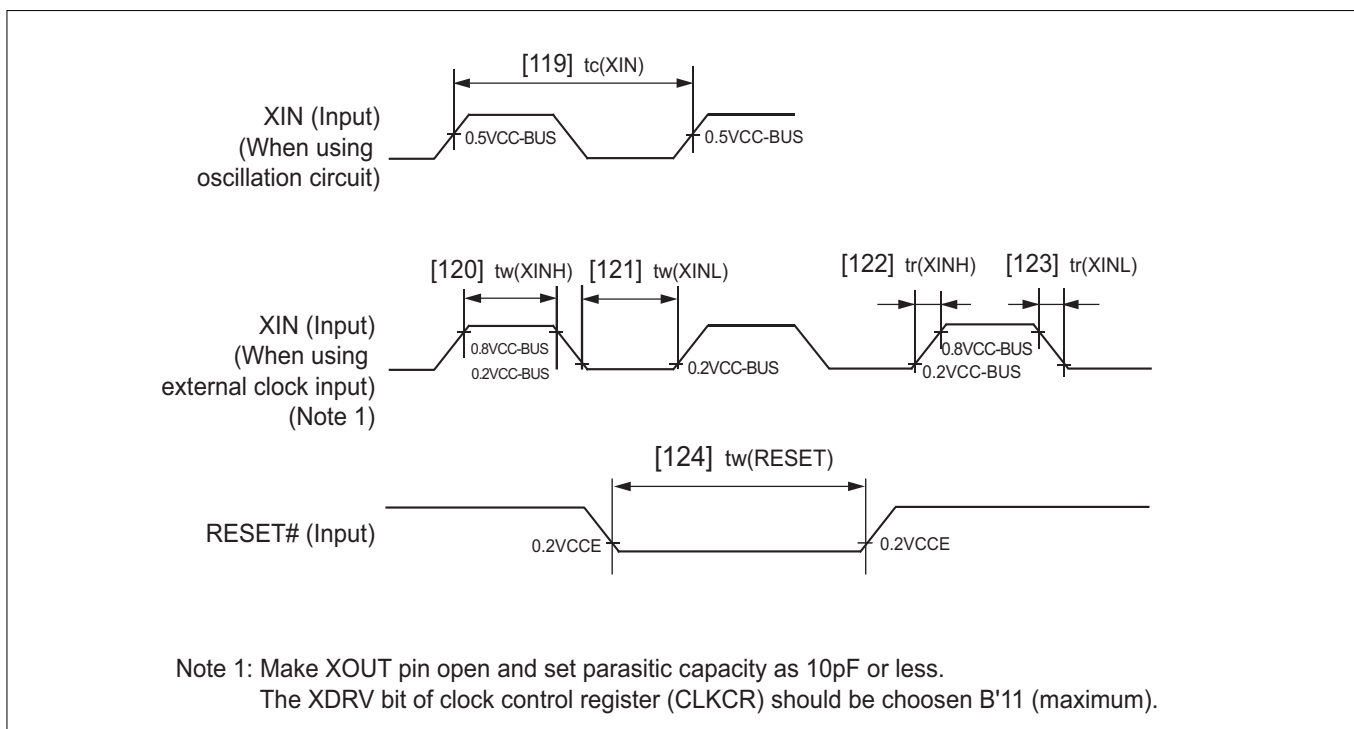 [119] tc(XIN)
XIN (Input)
(When using
oscillation circuit)
0.5VCC-BUS
0.5VCC-BUS
[120] tw(XINH)
[121] tw(XINL)
[122] tr(XINH)
[123] tr(XINL)
XIN (Input)
(When using
external clock input)
(Note 1)
0.8VCC-BUS
0.2VCC-BUS
0.2VCC-BUS
0.8VCC-BUS
0.2VCC-BUS
[124] tw(RESET)
RESET# (Input)
0.2VCCE
0.2VCCE
Note 1: Make XOUT pin open and set parasitic capacity as 10pF or less.
The XDRV bit of clock control register (CLKCR) should be choosen B'11 (maximum).